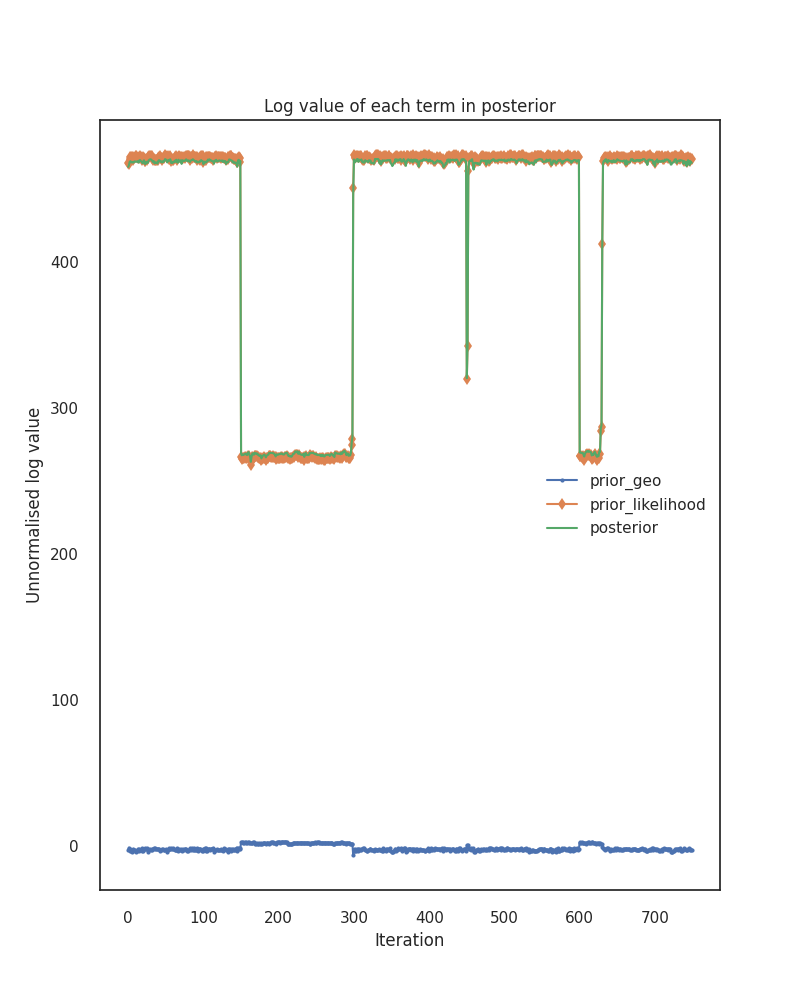 Log value of each term in posterior
Unnormalised log value
400
300
200
100
0
prior_geo
prior_likelihood
posterior
0 100 200 300 400 500 600 700
Iteration